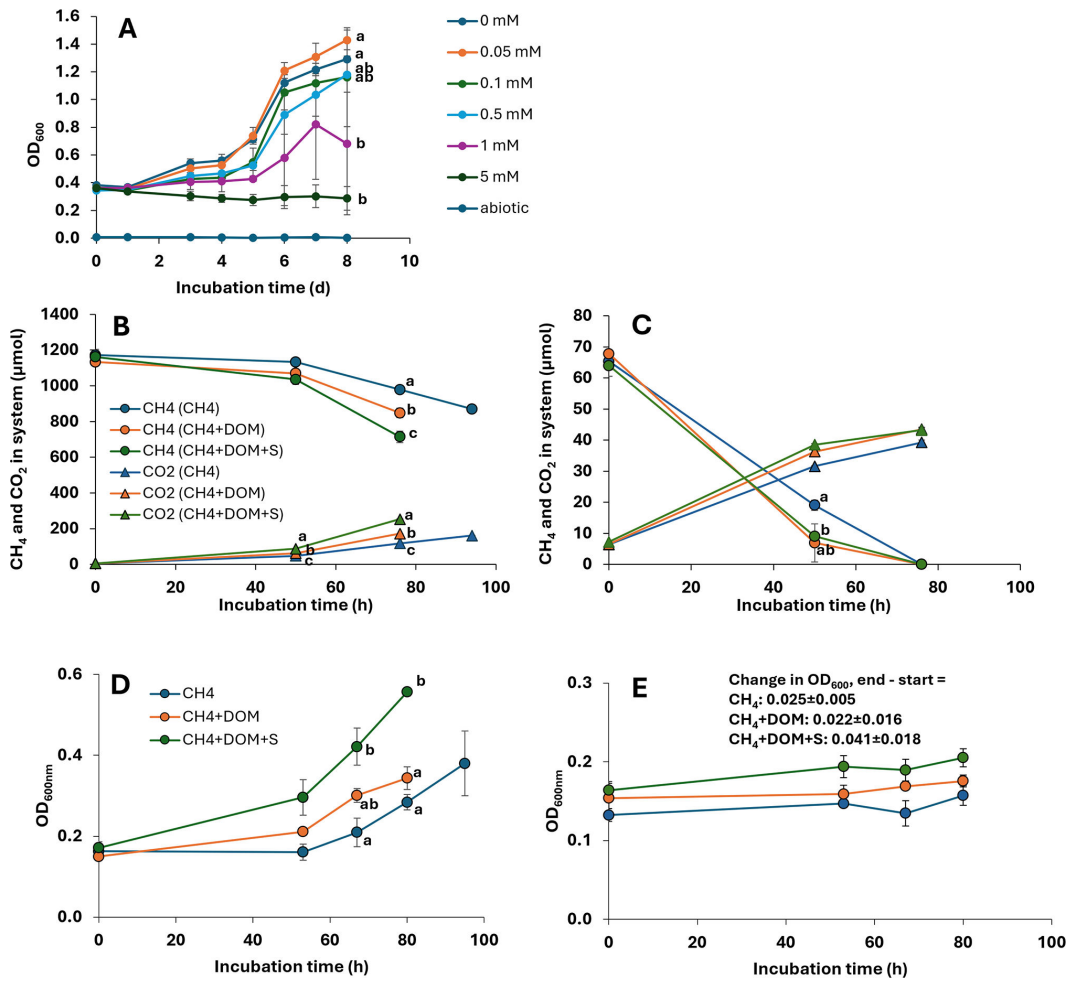 A
1.6
1.4
1.2
1.0
0.8
0.6
0.4
0.2
0.0
OD600
0 2 4 6 8 10
Incubation time (d)
a
a
ab
ab
b
b
0 mM
0.05 mM
0.1 mM
0.5 mM
1 mM
5 mM
abiotic
B
1400
1200
1000
800
600
400
200
0
CH4 and CO2 in system (µmol)
0 20 40 60 80 100
Incubation time (h)
CH4 (CH4)
CH4 (CH4+DOM)
CH4 (CH4+DOM+S)
CO2 (CH4)
CO2 (CH4+DOM)
CO2 (CH4+DOM+S)
a
b
c
a
b
c
a
b
c
C
80
70
60
50
40
30
20
10
0
CH4 and CO2 in system (µmol)
0 20 40 60 80 100
Incubation time (h)
a
b
ab
D
0.6
0.4
0.2
0.0
OD600nm
0 20 40 60 80 100
Incubation time (h)
CH4
CH4+DOM
CH4+DOM+S
b
b
a
ab
a
a
E
0.3
0.2
0.1
0.0
OD600nm
0 20 40 60 80 100
Incubation time (h)
Change in OD600, end - start =
CH4: 0.025±0.005
CH4+DOM: 0.022±0.016
CH4+DOM+S: 0.041±0.018